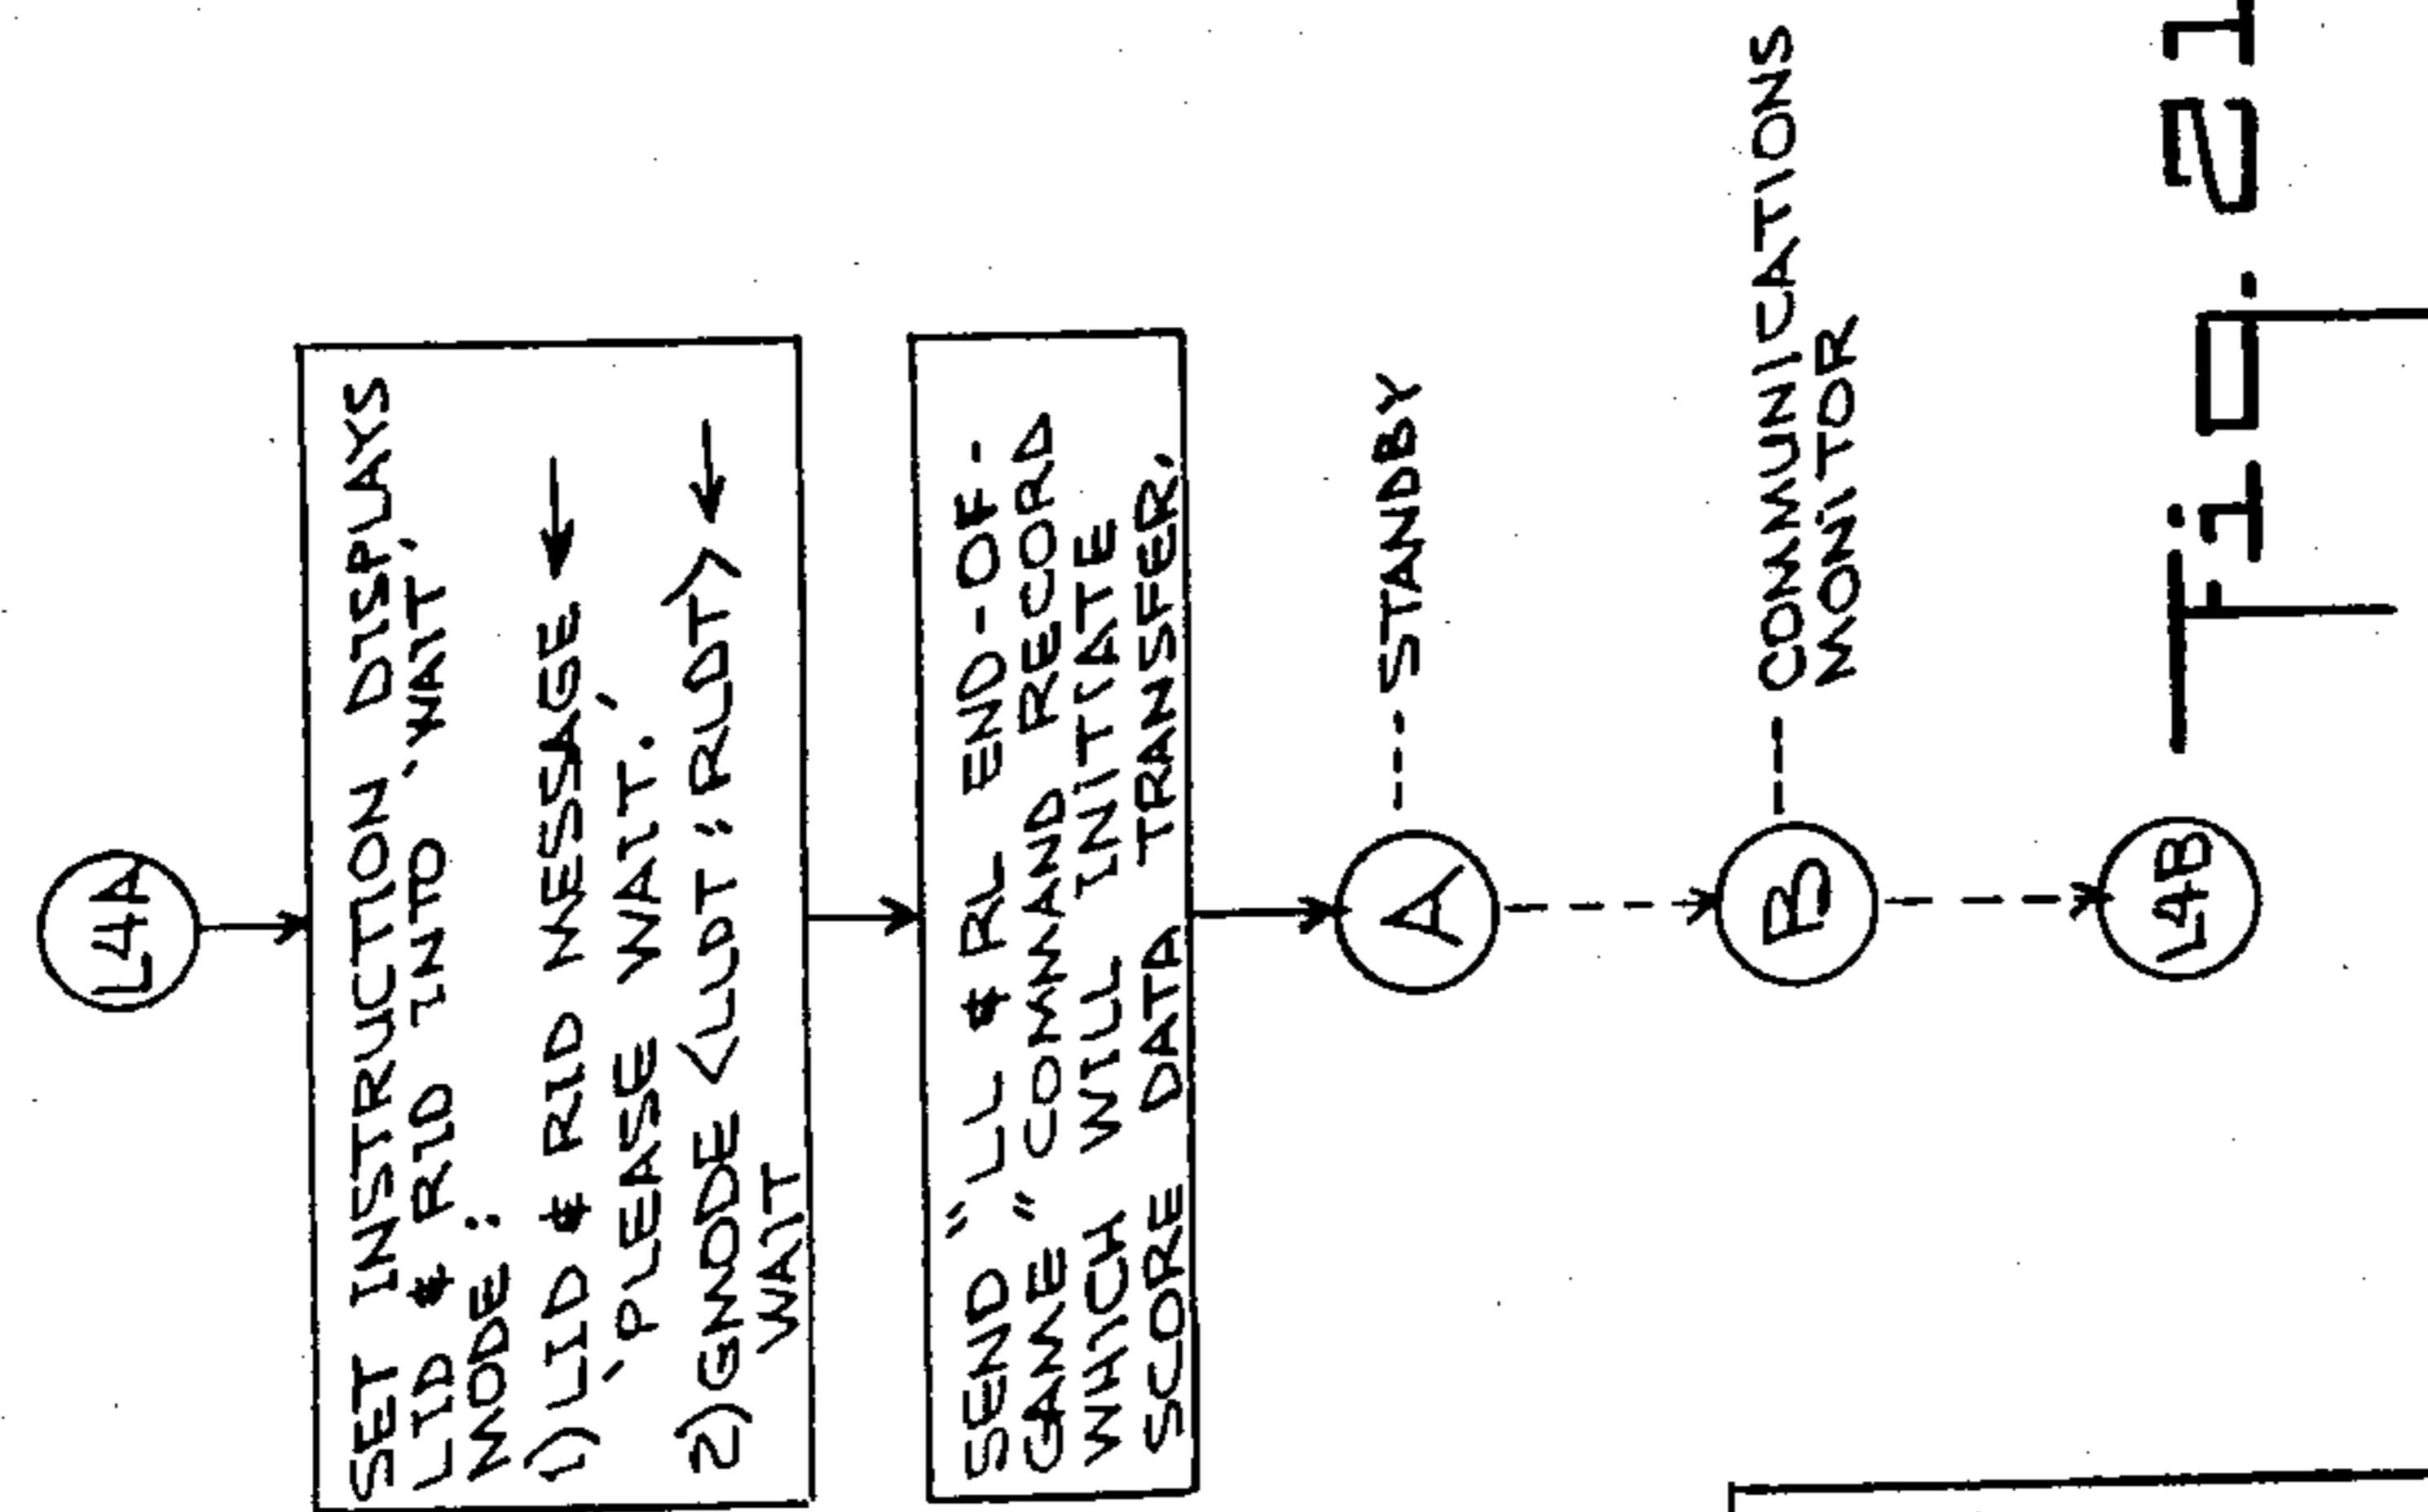 L4A
SET INSTRUCTION DISPLAYS
LID & RID INTO 'WAIT'
MODE:
1) LID & RID MESSAGE ←
'PLEASE WAIT.'
2) GMODE <LUDT; RUDT> ←
WAIT
SEND "LL & RL END-OF-
GAME" COMMAND RECORD
WHICH WILL INITIATE
SCORE DATA TRANSFER.
A --- STANDBY
B --- COMMUNICATIONS
MONITOR
L4B
Fig. 21